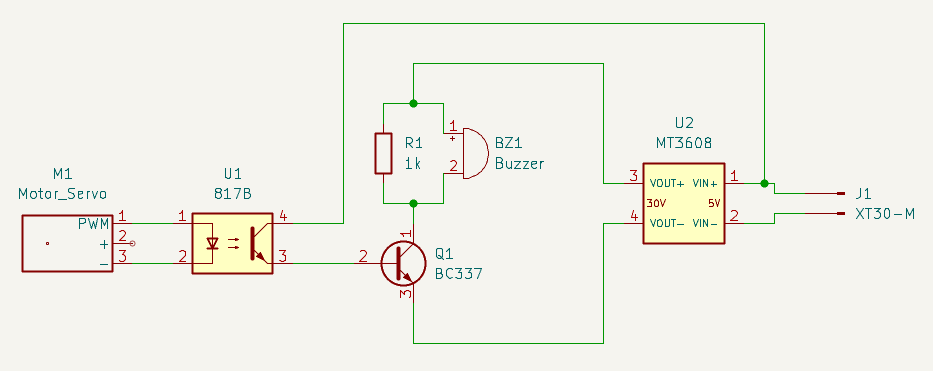 M1
Motor_Servo
PWM
+
-
1
2
3
U1
817B
1
2
4
3
R1
1k
BZ1
Buzzer
1
+
2
Q1
BC337
1
2
3
U2
MT3608
3
4
VOUT+
VIN+
30V
5V
VOUT-
VIN-
1
2
J1
XT30-M